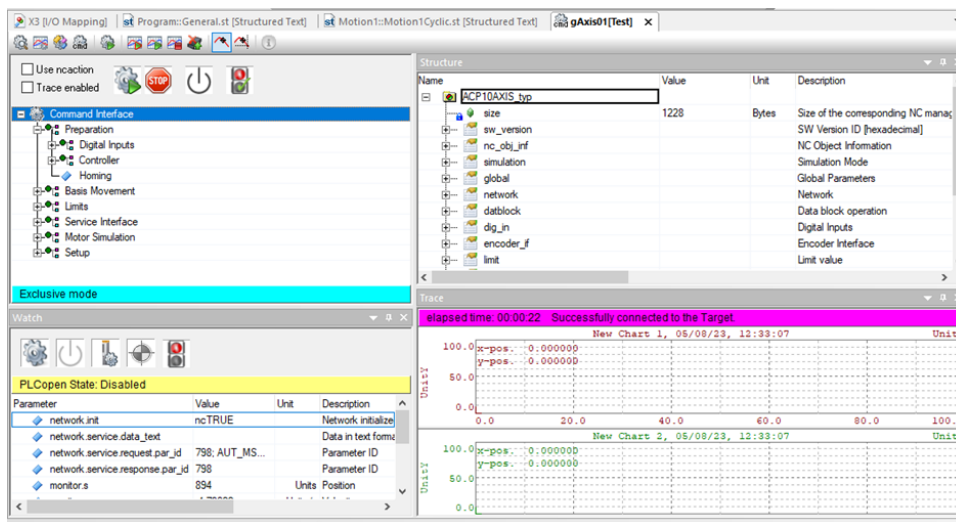 X3 [I/O Mapping]
Program::General.st [Structured Text]
Motion1::Motion1Cyclic.st [Structured Text]
gAxis01[Test]
Use ncaction
Trace enabled
STOP
Command Interface
Preparation
Digital Inputs
Controller
Homing
Basis Movement
Limits
Service Interface
Motor Simulation
Setup
Exclusive mode
Structure
Name Value Unit Description
ACP10AXIS_typ
size 1228 Bytes Size of the corresponding NC manag
sw_version SW Version ID [hexadecimal]
nc_obj_inf NC Object Information
simulation Simulation Mode
global Global Parameters
network Network
datblock Data block operation
dig_in Digital Inputs
encoder_if Encoder Interface
limit Limit value
Watch
PLCopen State: Disabled
Parameter Value Unit Description
network.init ncTRUE Network initialize
network.service.data_text Data in text forma
network.service.request.par_id 798; AUT_MS... Parameter ID
network.service.response.par_id 798 Parameter ID
monitor.s 894 Units Position
Trace
elapsed time: 00:00:22 Successfully connected to the Target.
New Chart 1, 05/08/23, 12:33:07 Unit
100.0 x-pos. 0.000000
y-pos. 0.000000
UnitY
50.0
0.0
0.0 20.0 40.0 60.0 80.0 100.
New Chart 2, 05/08/23, 12:33:07 Unit
100.0 x-pos. 0.000000
y-pos. 0.000000
UnitY
50.0
0.0